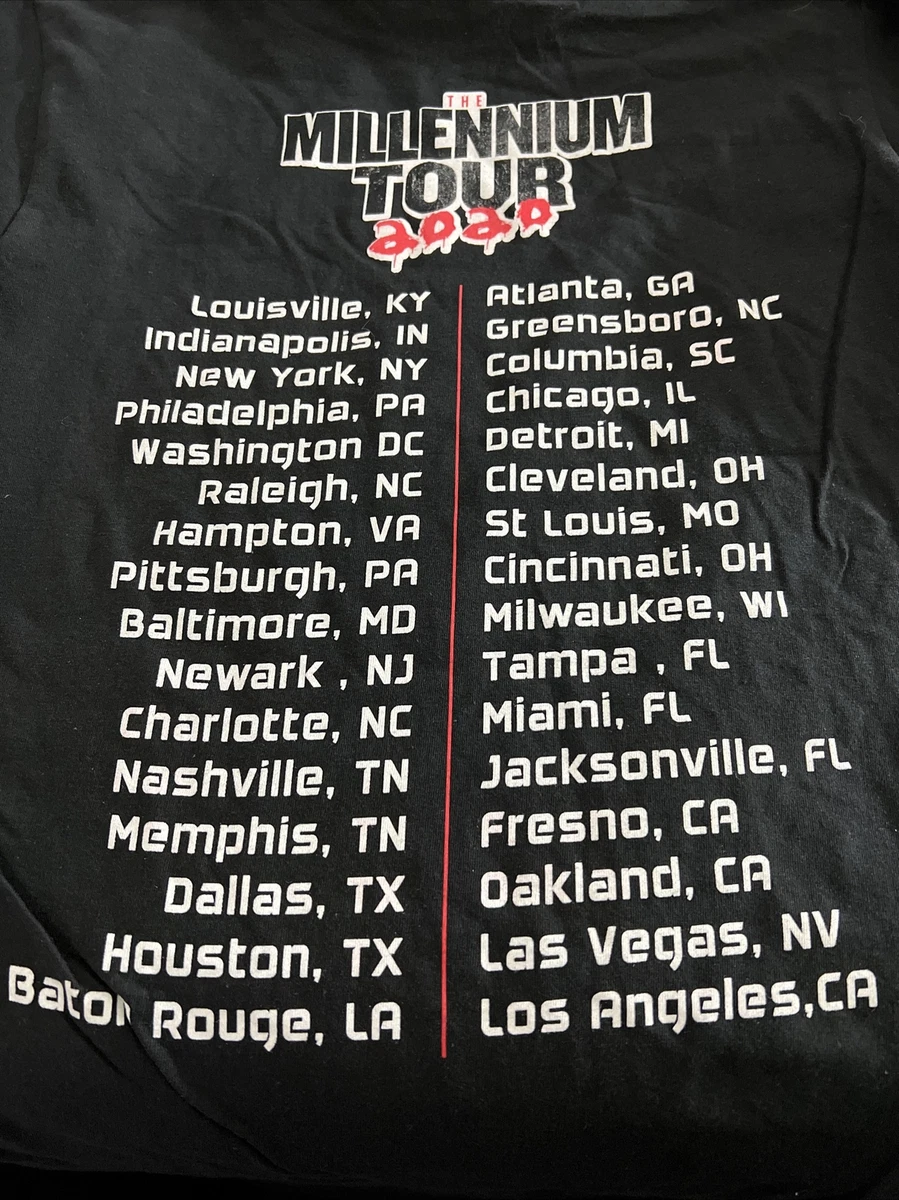 THE
MILLENNIUM
TOUR
2020
Louisville, KY
Indianapolis, IN
New York, NY
Philadelphia, PA
Washington DC
Raleigh, NC
Hampton, VA
Pittsburgh, PA
Baltimore, MD
Newark , NJ
Charlotte, NC
Nashville, TN
Memphis, TN
Dallas, TX
Houston, TX
Baton Rouge, LA
Atlanta, GA
Greensboro, NC
Columbia, SC
Chicago, IL
Detroit, MI
Cleveland, OH
St Louis, MO
Cincinnati, OH
Milwaukee, WI
Tampa , FL
Miami, FL
Jacksonville, FL
Fresno, CA
Oakland, CA
Las Vegas, NV
Los Angeles,CA